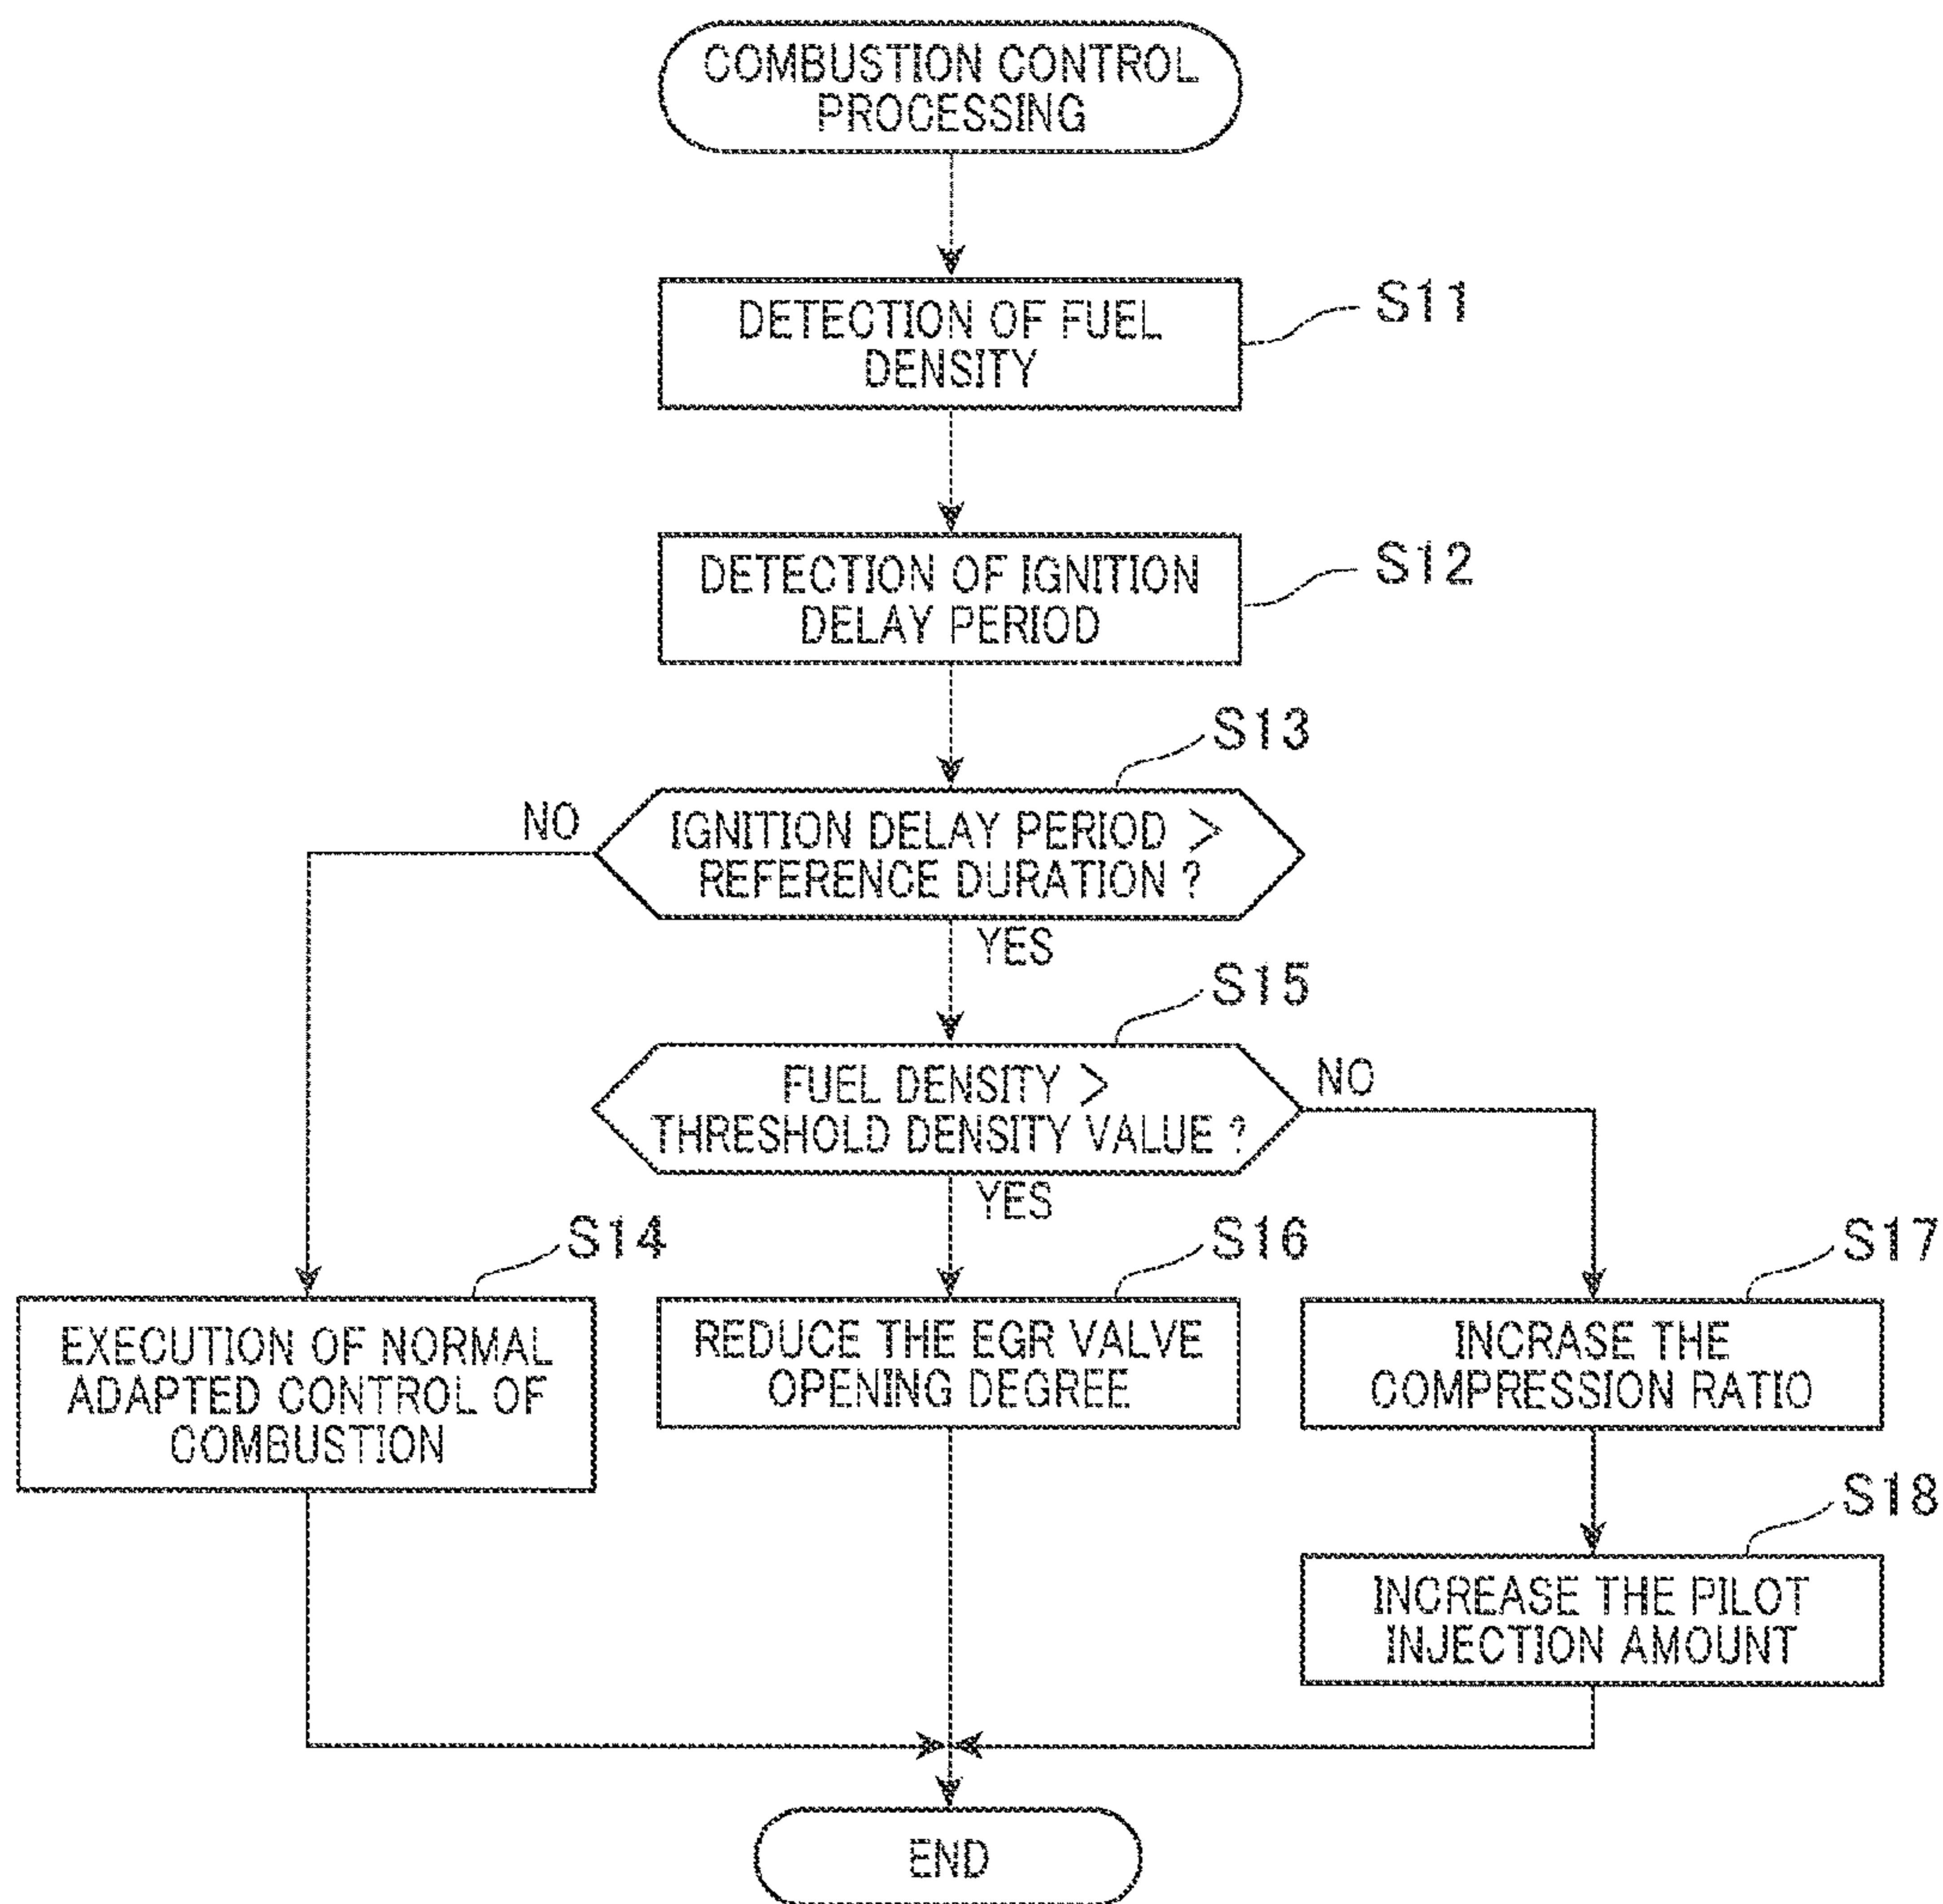 COMBUSTION CONTROL
PROCESSING
DETECTION OF FUEL
DENSITY
S11
DETECTION OF IGNITION
DELAY PERIOD
S12
S13
NO
IGNITION DELAY PERIOD >
REFERENCE DURATION ?
YES
S15
FUEL DENSITY >
THRESHOLD DENSITY VALUE ?
NO
YES
S14
EXECUTION OF NORMAL
ADAPTED CONTROL OF
COMBUSTION
S16
REDUCE THE EGR VALVE
OPENING DEGREE
S17
INCRASE THE
COMPRESSION RATIO
S18
INCREASE THE PILOT
INJECTION AMOUNT
END